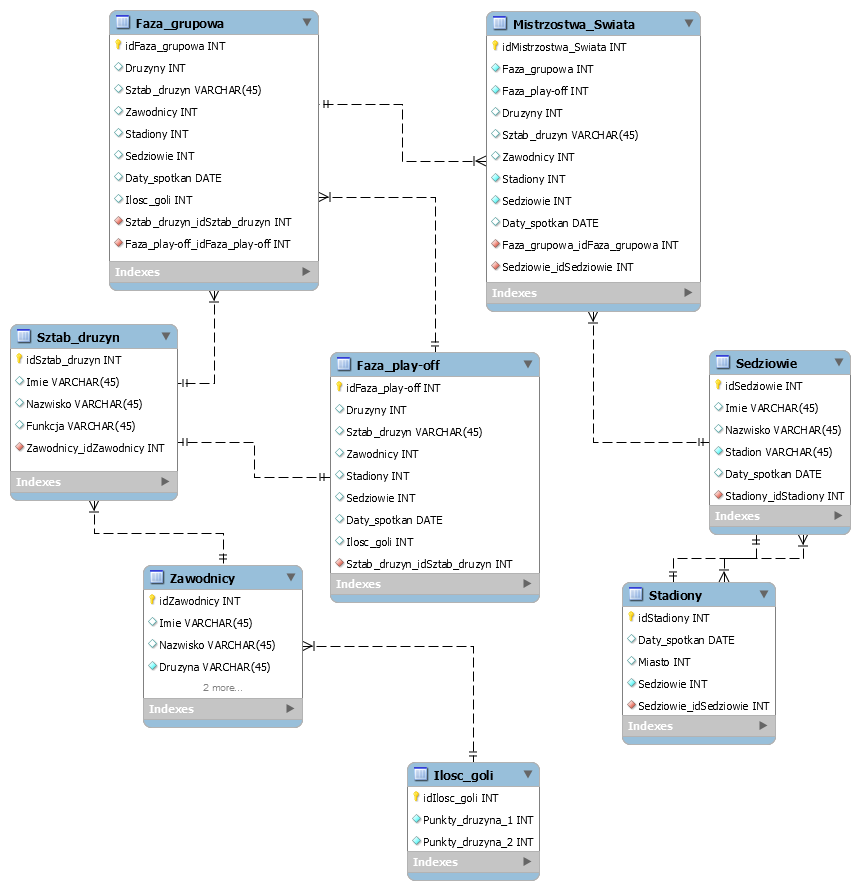 Faza_grupowa
idFaza_grupowa INT
Druzyny INT
Sztab_druzyn VARCHAR(45)
Zawodnicy INT
Stadiony INT
Sedziowie INT
Daty_spotkan DATE
Ilosc_goli INT
Sztab_druzyn_idSztab_druzyn INT
Faza_play-off_idFaza_play-off INT
Indexes
Mistrzostwa_Swiata
idMistrzostwa_Swiata INT
Faza_grupowa INT
Faza_play-off INT
Druzyny INT
Sztab_druzyn VARCHAR(45)
Zawodnicy INT
Stadiony INT
Sedziowie INT
Daty_spotkan DATE
Faza_grupowa_idFaza_grupowa INT
Sedziowie_idSedziowie INT
Indexes
Sztab_druzyn
idSztab_druzyn INT
Imie VARCHAR(45)
Nazwisko VARCHAR(45)
Funkcja VARCHAR(45)
Zawodnicy_idZawodnicy INT
Indexes
Faza_play-off
idFaza_play-off INT
Druzyny INT
Sztab_druzyn VARCHAR(45)
Zawodnicy INT
Stadiony INT
Sedziowie INT
Daty_spotkan DATE
Ilosc_goli INT
Sztab_druzyn_idSztab_druzyn INT
Indexes
Sedziowie
idSedziowie INT
Imie VARCHAR(45)
Nazwisko VARCHAR(45)
Stadion VARCHAR(45)
Daty_spotkan DATE
Stadiony_idStadiony INT
Indexes
Zawodnicy
idZawodnicy INT
Imie VARCHAR(45)
Nazwisko VARCHAR(45)
Druzyna VARCHAR(45)
2 more...
Indexes
Stadiony
idStadiony INT
Daty_spotkan DATE
Miasto INT
Sedziowie INT
Sedziowie_idSedziowie INT
Indexes
Ilosc_goli
idIlosc_goli INT
Punkty_druzyna_1 INT
Punkty_druzyna_2 INT
Indexes